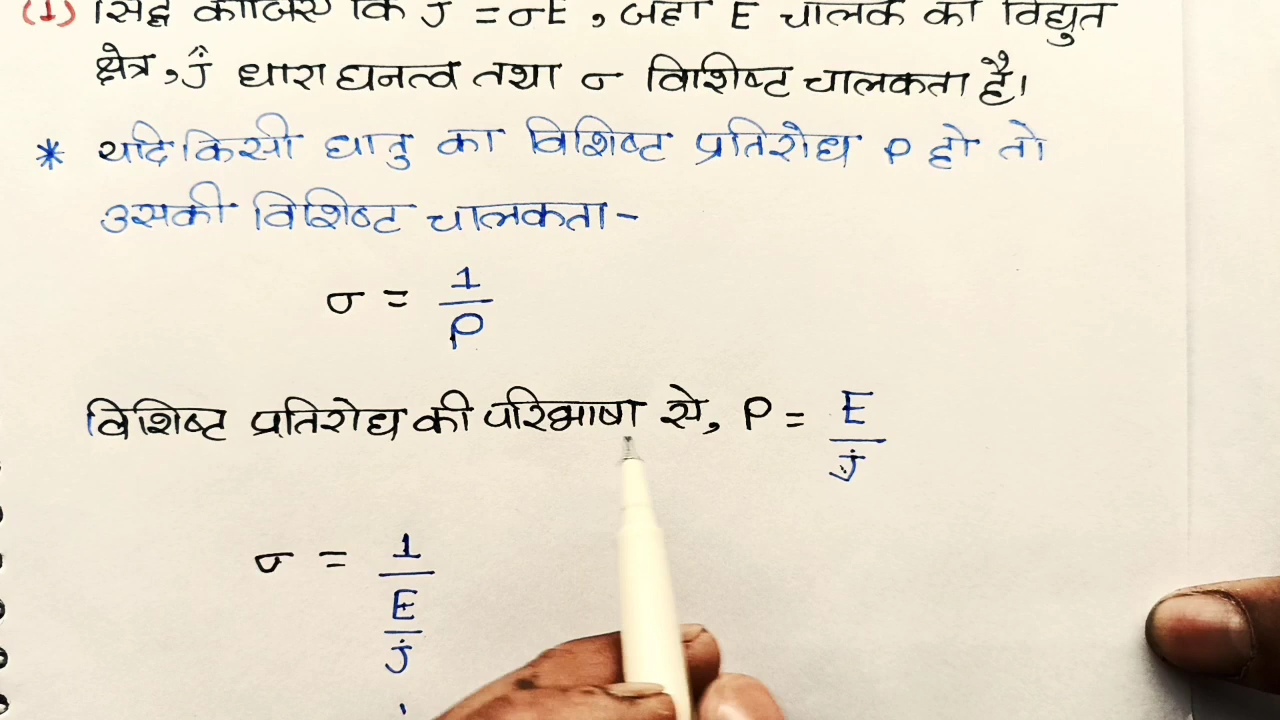 (1) सिद्ध कीजिए कि j = σE, जहाँ E चालक का विद्युत
क्षेत्र, j धारा घनत्व तथा σ विशिष्ट चालकता है।
* यदि किसी धातु का विशिष्ट प्रतिरोध ρ हो तो
उसकी विशिष्ट चालकता-
σ = 1/ρ
विशिष्ट प्रतिरोध की परिभाषा से, ρ = E/j
σ = 1/(E/j)